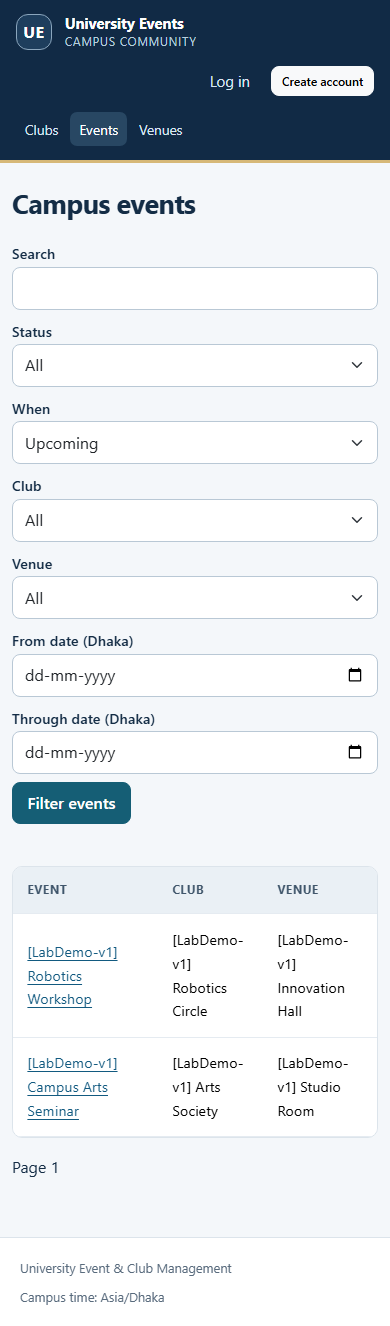 UE
University Events
CAMPUS COMMUNITY
Log in
Create account
Clubs
Events
Venues
Campus events
Search
Status
All
When
Upcoming
Club
All
Venue
All
From date (Dhaka)
dd-mm-yyyy
Through date (Dhaka)
dd-mm-yyyy
Filter events
EVENT CLUB VENUE
[LabDemo-v1]
Robotics
Workshop
[LabDemo-
v1]
Robotics
Circle
[LabDemo-
v1]
Innovation
Hall
[LabDemo-v1]
Campus Arts
Seminar
[LabDemo-
v1] Arts
Society
[LabDemo-
v1] Studio
Room
Page 1
University Event & Club Management
Campus time: Asia/Dhaka